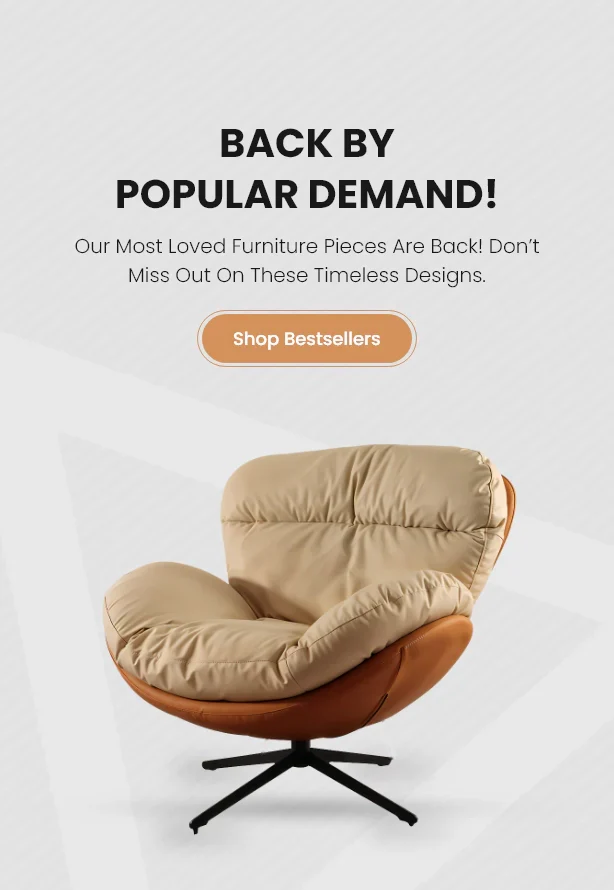 BACK BY
POPULAR DEMAND!
Our Most Loved Furniture Pieces Are Back! Don’t
Miss Out On These Timeless Designs.
Shop Bestsellers